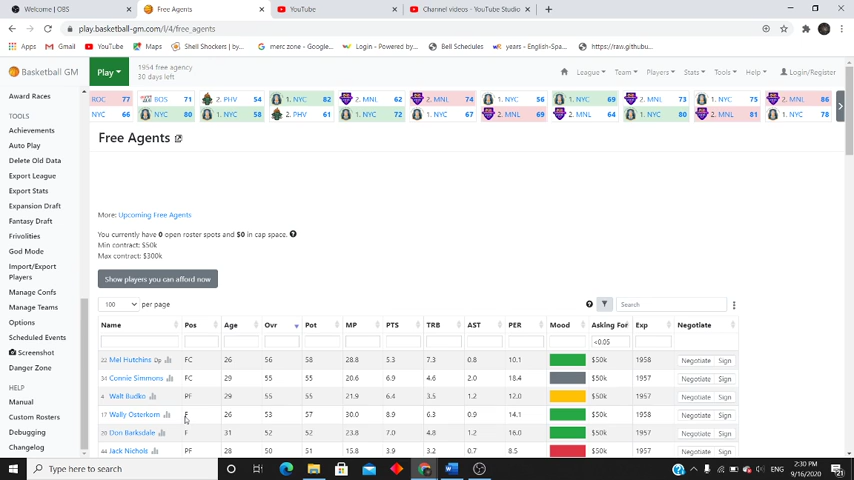 Welcome | OBS × Free Agents × YouTube × Channel videos - YouTube Studio × +
play.basketball-gm.com/l/4/free_agents
Apps Gmail YouTube Maps Shell Shockers |... merc zone - Google... Login - Powered by... Bell Schedules years - English-Spa... https://raw.githubu...
Basketball GM Play 1954 free agency
30 days left
League Team Players Stats Tools Help Login/Register
ROC 77 BOS 71 2. PHV 54 1. NYC 82 2. MNL 62 2. MNL 74 1. NYC 56 1. NYC 69 2. MNL 73 1. NYC 75 2. MNL 86
NYC 66 NYC 80 1. NYC 58 2. PHV 61 1. NYC 72 1. NYC 67 2. MNL 69 2. MNL 64 1. NYC 80 2. MNL 81 1. NYC 78
Award Races
TOOLS
Achievements
Auto Play
Delete Old Data
Export League
Export Stats
Expansion Draft
Fantasy Draft
Frivolities
God Mode
Import/Export
Players
Manage Confs
Manage Teams
Options
Scheduled Events
Screenshot
Danger Zone
HELP
Manual
Custom Rosters
Debugging
Changelog
Free Agents
More: Upcoming Free Agents
You currently have 0 open roster spots and $0 in cap space.
Min contract: $50k
Max contract: $300k
Show players you can afford now
100 per page ? Search
Name Pos Age Ovr Pot MP PTS TRB AST PER Mood Asking For Exp Negotiate
<0.05
22 Mel Hutchins Dp FC 26 56 58 28.8 5.3 7.3 0.8 10.1 $50k 1958 Negotiate Sign
34 Connie Simmons FC 29 55 55 20.6 6.9 4.6 2.0 18.4 $50k 1957 Negotiate Sign
4 Walt Budko PF 29 55 55 21.9 6.4 3.5 1.2 12.0 $50k 1957 Negotiate Sign
17 Wally Osterkorn F 26 53 57 30.0 8.9 6.3 0.9 14.1 $50k 1958 Negotiate Sign
20 Don Barksdale F 31 52 52 23.8 7.0 4.8 1.2 16.0 $50k 1957 Negotiate Sign
44 Jack Nichols PF 28 50 51 15.8 3.9 3.2 0.7 8.5 $50k 1957 Negotiate Sign
Type here to search ENG 2:30 PM
9/16/2020 21